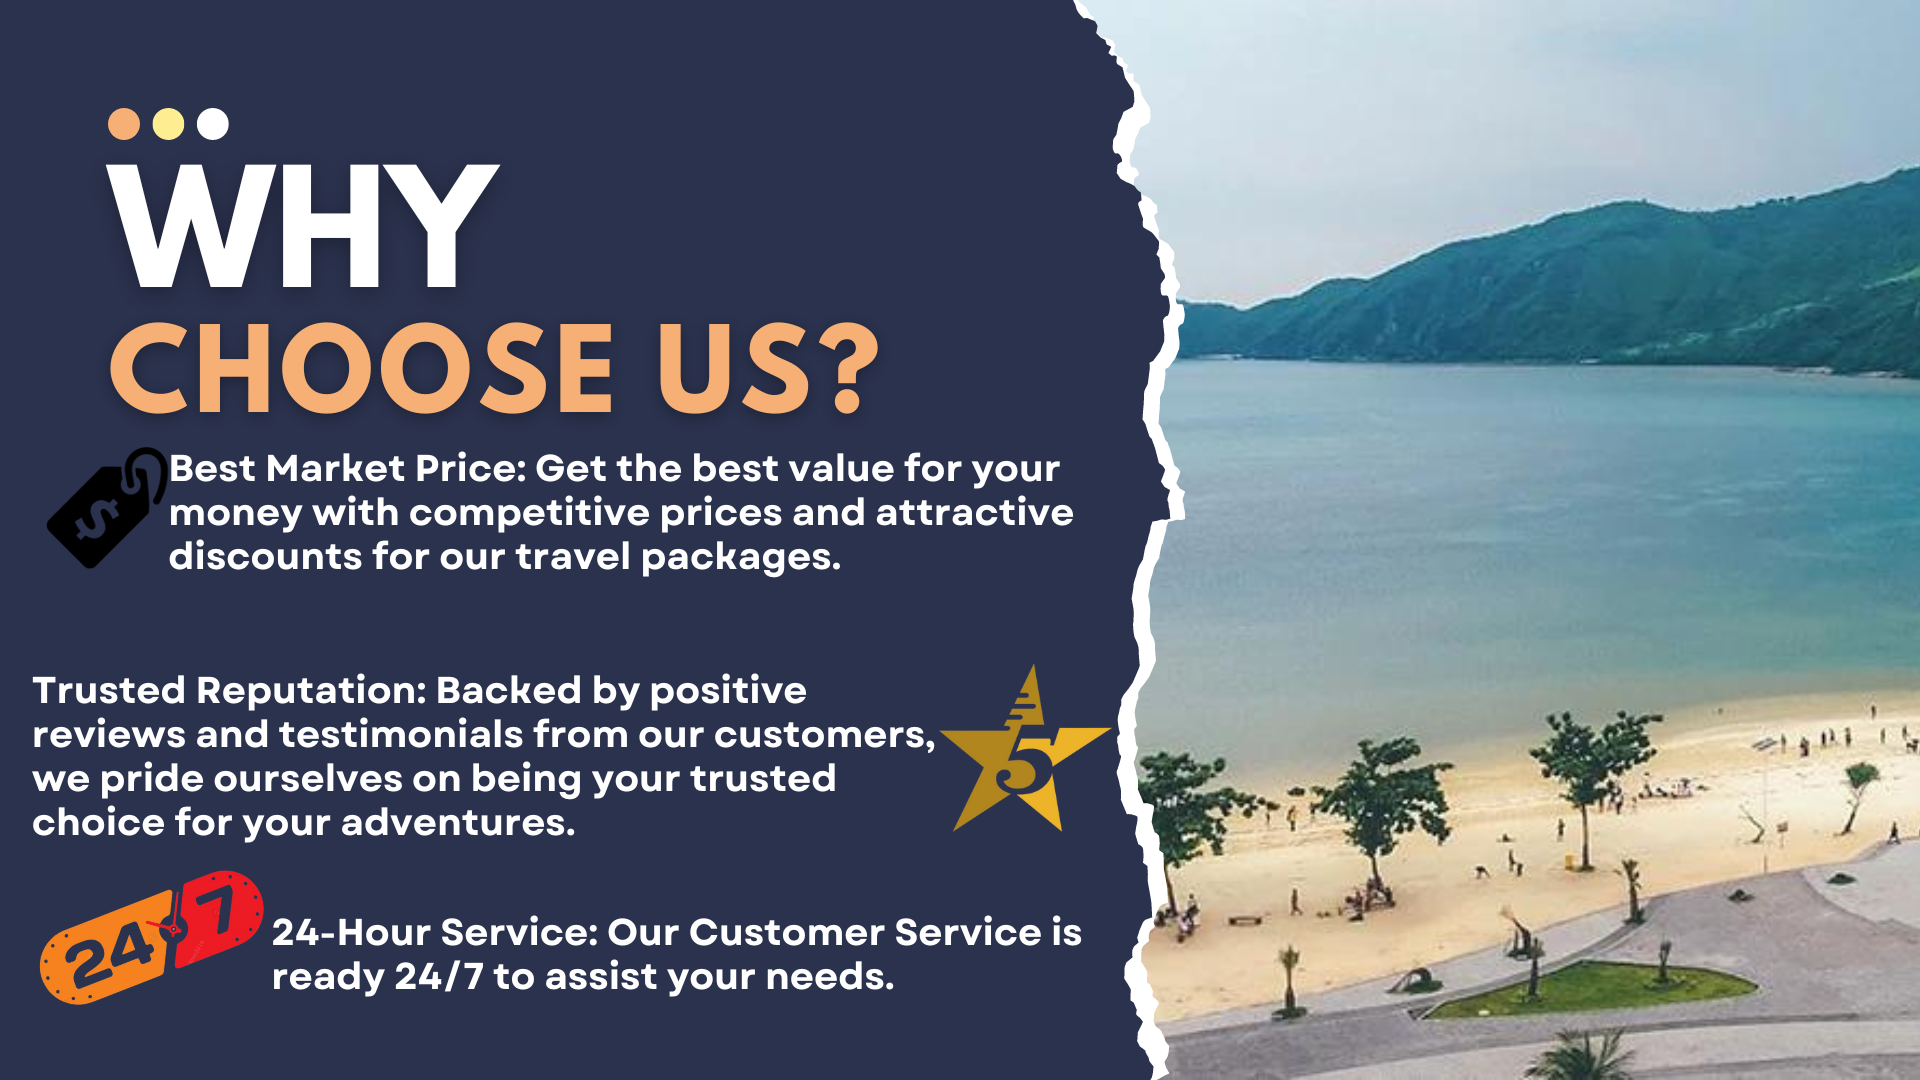 WHY
CHOOSE US?
$
Best Market Price: Get the best value for your
money with competitive prices and attractive
discounts for our travel packages.
Trusted Reputation: Backed by positive
reviews and testimonials from our customers,
we pride ourselves on being your trusted
choice for your adventures.
5
24 7
24-Hour Service: Our Customer Service is
ready 24/7 to assist your needs.